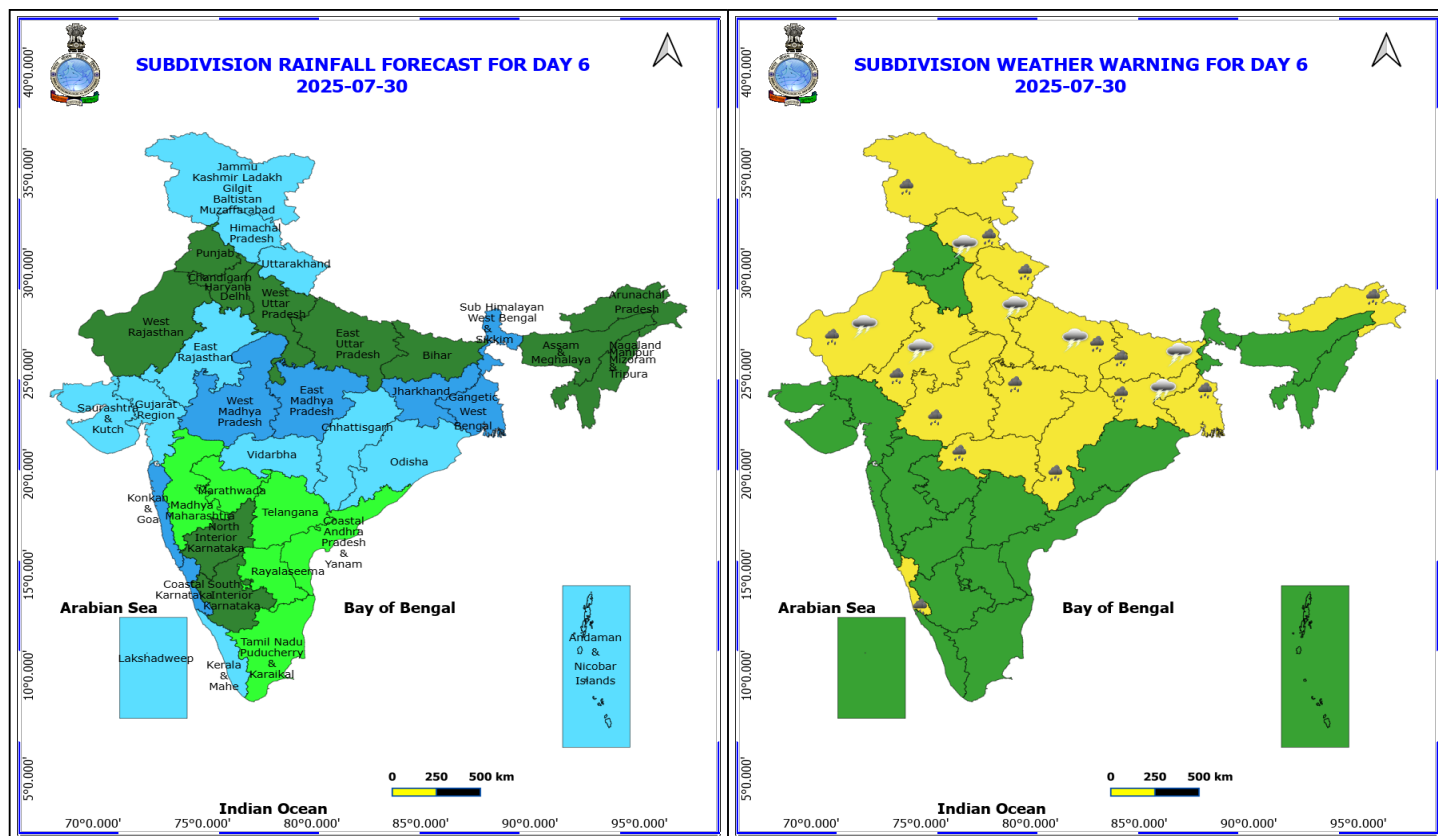 SUBDIVISION RAINFALL FORECAST FOR DAY 6
2025-07-30
40°0.000'
35°0.000'
30°0.000'
25°0.000'
20°0.000'
15°0.000'
10°0.000'
5°0.000'
Jammu
Kashmir Ladakh
Gilgit
Baltistan
Muzaffarabad
Himachal
Pradesh
Uttarakhand
Punjab
Chandigarh
Haryana
Delhi
West
Uttar
Pradesh
West
Rajasthan
East
Rajasthan
East
Uttar
Pradesh
Bihar
Sub Himalayan
West Bengal
&
Sikkim
Arunachal
Pradesh
Assam
&
Meghalaya
Nagaland
Manipur
Mizoram
&
Tripura
Saurashtra
&
Kutch
Gujarat
Region
West
Madhya
Pradesh
East
Madhya
Pradesh
Jharkhand
Gangetic
West
Bengal
Chhattisgarh
Vidarbha
Odisha
Konkan
&
Goa
Madhya
Maharashtra
Marathwada
Telangana
North
Interior
Karnataka
Coastal
Andhra
Pradesh
&
Yanam
Rayalaseema
Coastal
Karnataka
South
Interior
Karnataka
Arabian Sea
Bay of Bengal
Lakshadweep
Kerala
&
Mahe
Tamil Nadu
Puducherry
&
Karaikal
Andaman
&
Nicobar
Islands
0 250 500 km
Indian Ocean
70°0.000' 75°0.000' 80°0.000' 85°0.000' 90°0.000' 95°0.000'
SUBDIVISION WEATHER WARNING FOR DAY 6
2025-07-30
40°0.000'
35°0.000'
30°0.000'
25°0.000'
20°0.000'
15°0.000'
10°0.000'
5°0.000'
Arabian Sea
Bay of Bengal
0 250 500 km
Indian Ocean
70°0.000' 75°0.000' 80°0.000' 85°0.000' 90°0.000' 95°0.000'